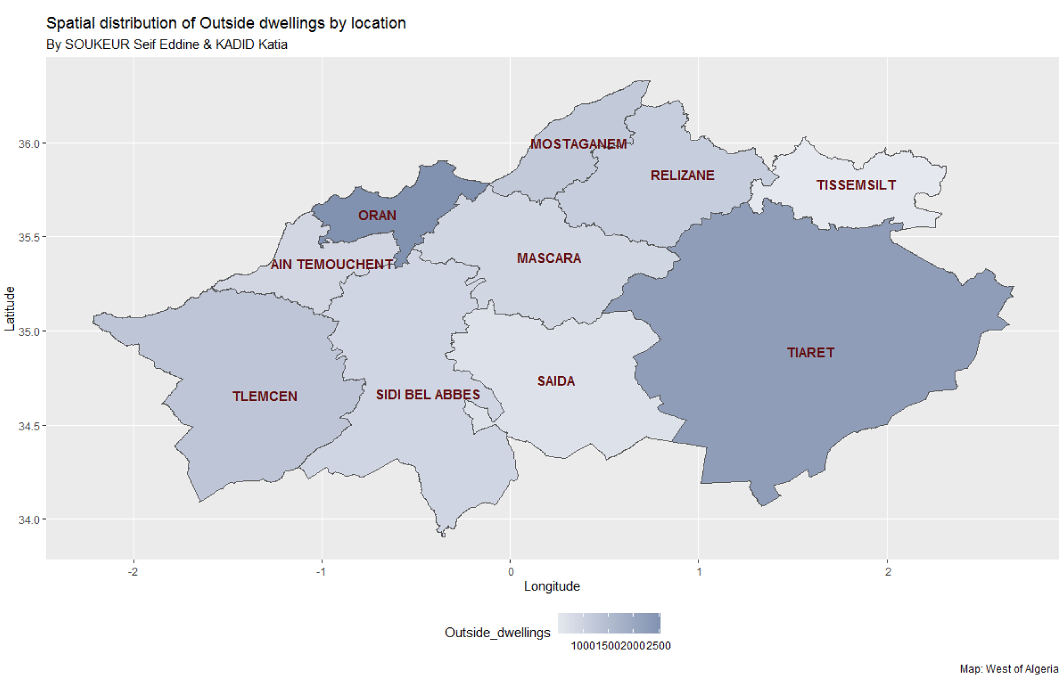 Spatial distribution of Outside dwellings by location
By SOUKEUR Seif Eddine & KADID Katia
36.0
35.5
35.0
34.5
34.0
Latitude
MOSTAGANEM
RELIZANE
TISSEMSILT
ORAN
AIN TEMOUCHENT
MASCARA
TIARET
SAIDA
TLEMCEN
SIDI BEL ABBES
-2 -1 0 1 2
Longitude
Outside_dwellings
1000150020002500
Map: West of Algeria